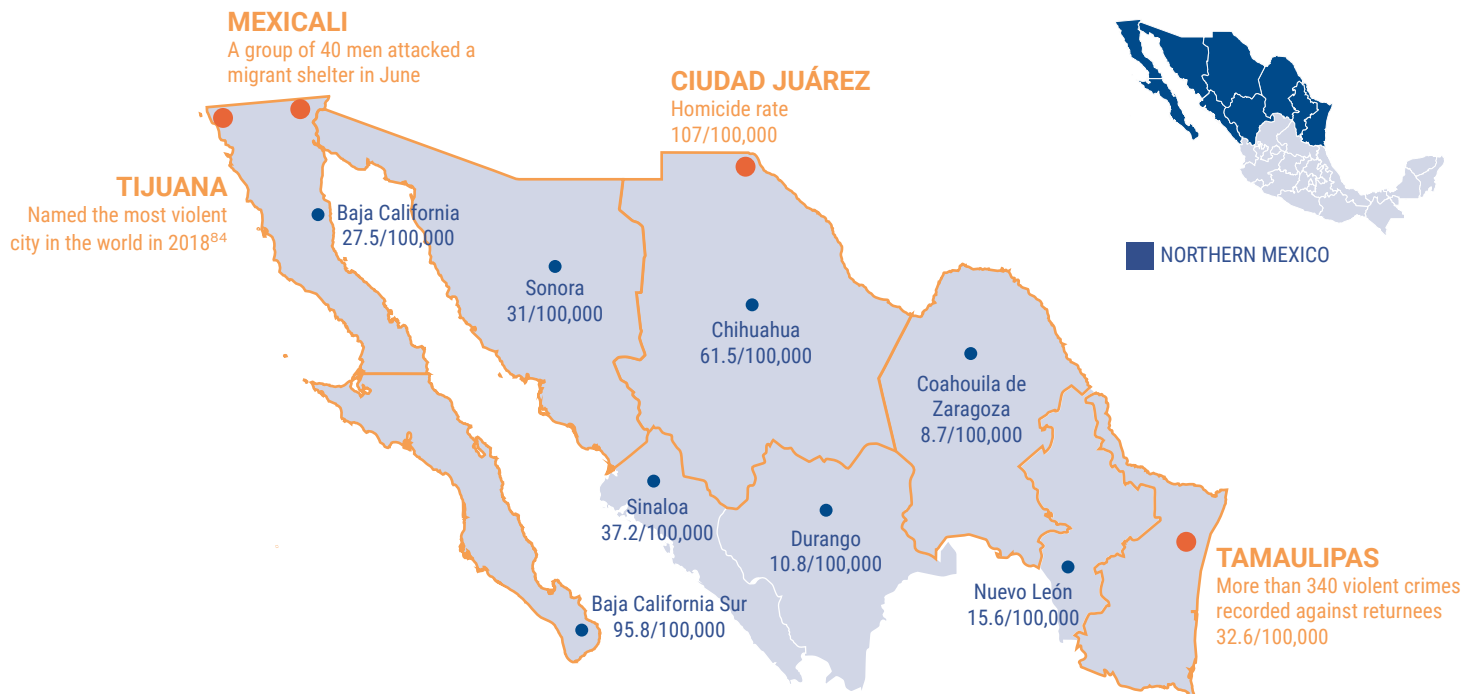 MEXICALI
A group of 40 men attacked a
migrant shelter in June
CIUDAD JUÁREZ
Homicide rate
107/100,000
TIJUANA
Named the most violent
city in the world in 2018⁸⁴
Baja California
27.5/100,000
NORTHERN MEXICO
Sonora
31/100,000
Chihuahua
61.5/100,000
Coahouila de
Zaragoza
8.7/100,000
Sinaloa
37.2/100,000
Durango
10.8/100,000
TAMAULIPAS
More than 340 violent crimes
recorded against returnees
32.6/100,000
Nuevo León
15.6/100,000
Baja California Sur
95.8/100,000